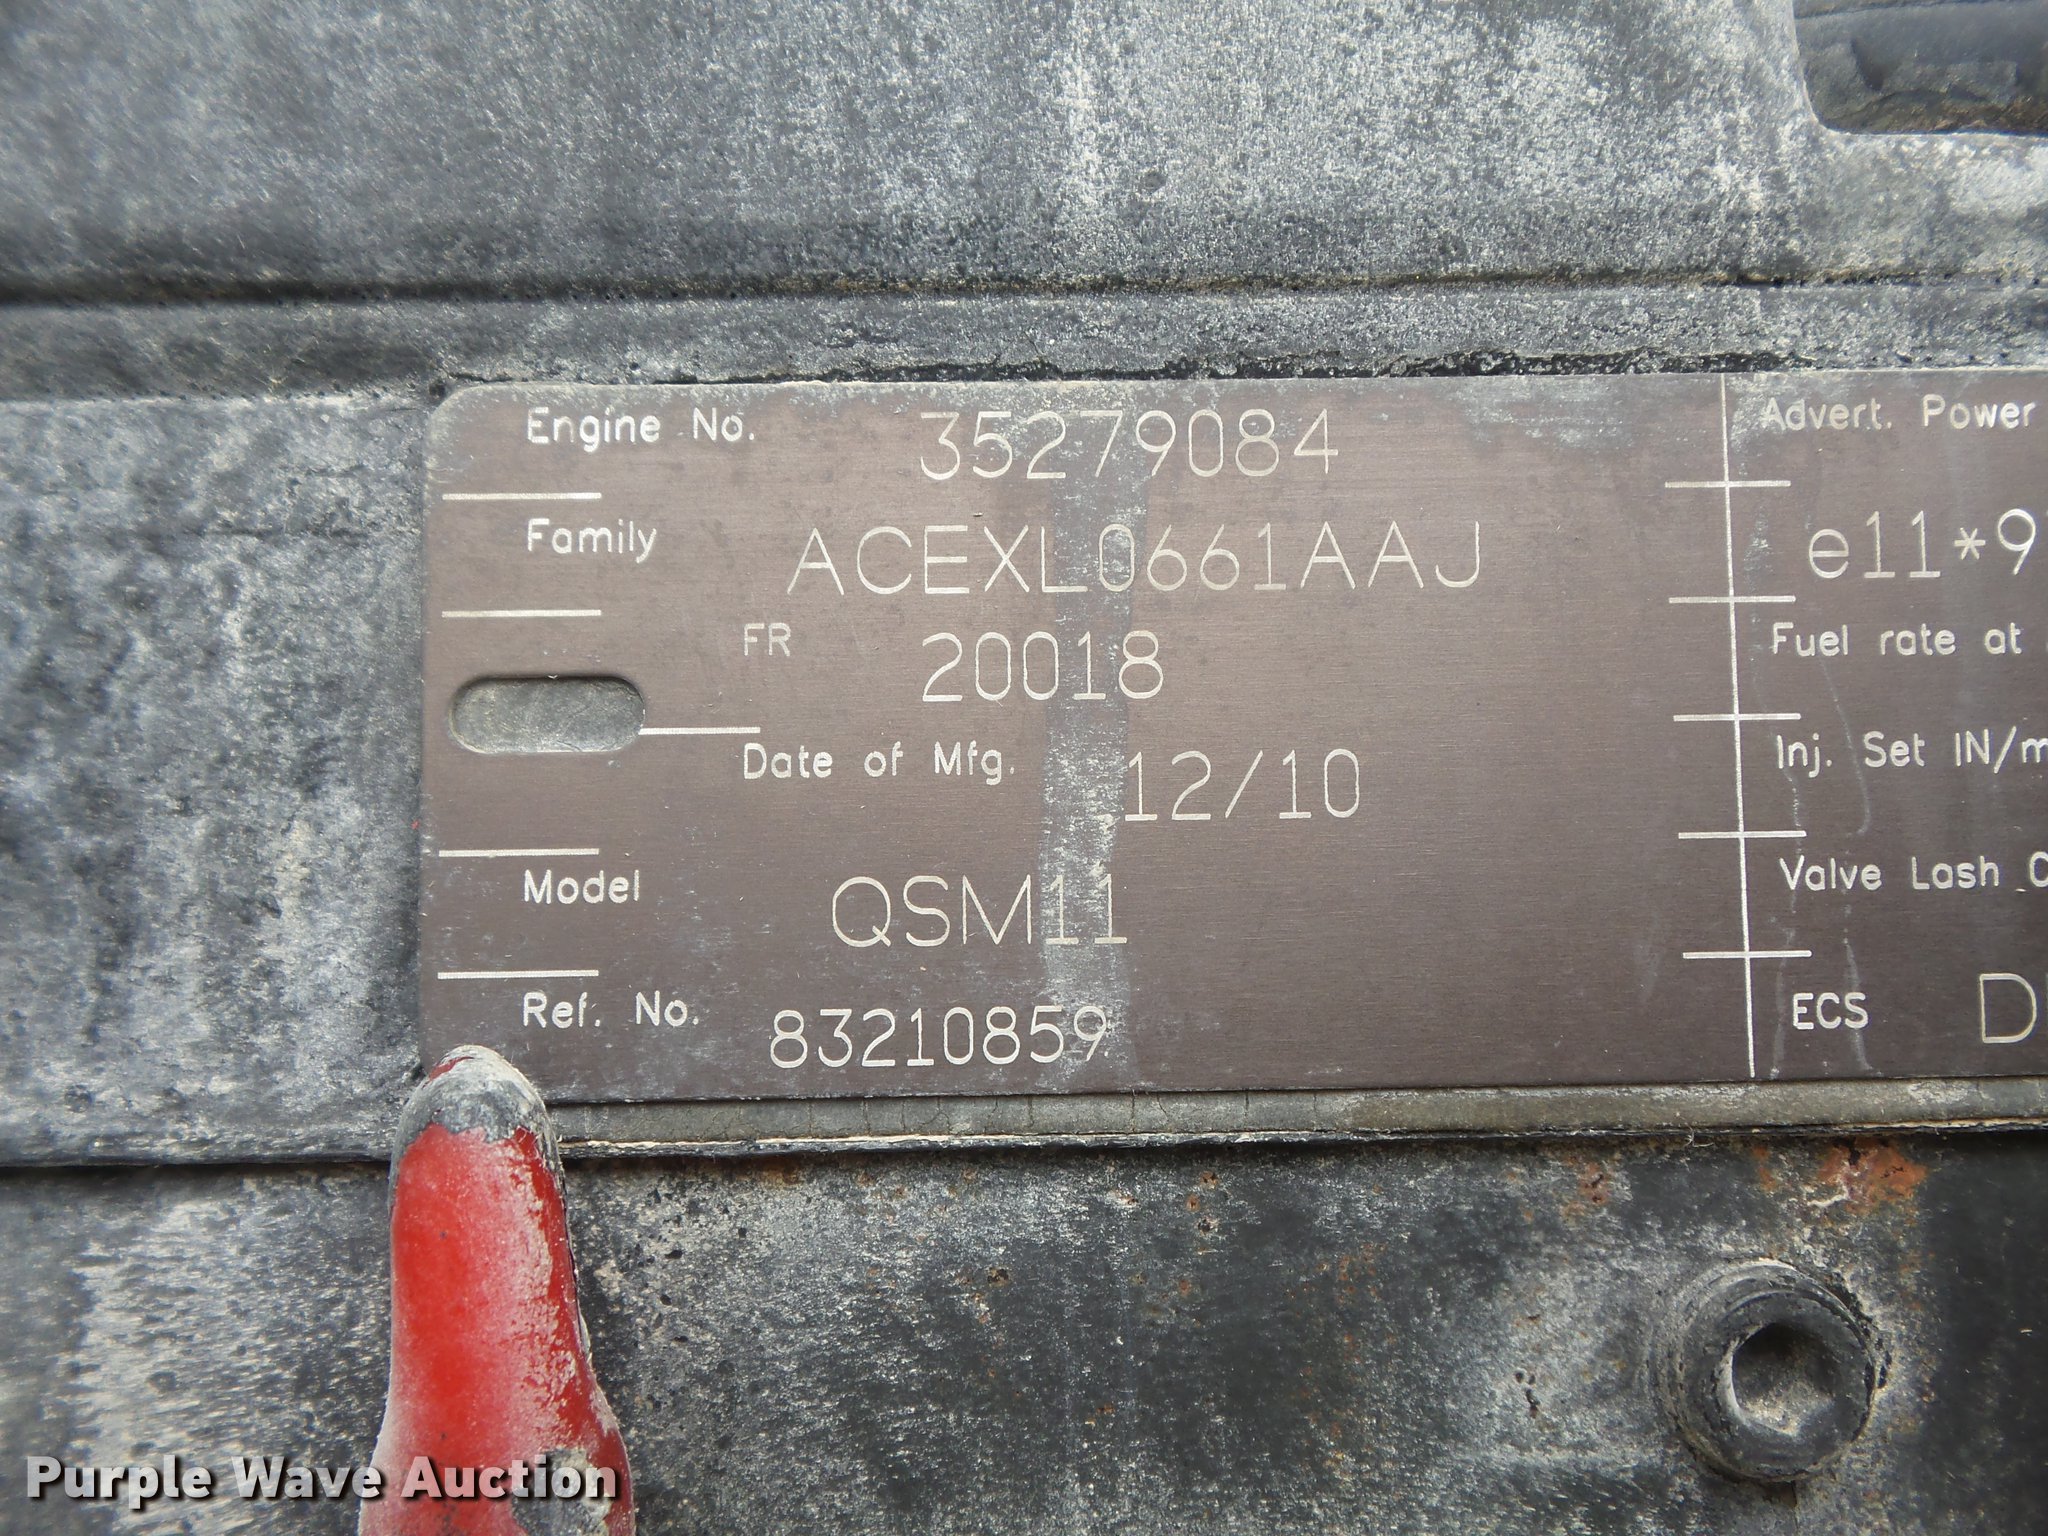 Engine No. 35279084
Family ACEXL0661AAJ
FR 20018
Date of Mfg. 12/10
Model QSM11
Ref. No. 83210859
Advert. Power
e11*9
Fuel rate at
Inj. Set IN/m
Valve Lash C
ECS D
Purple Wave Auction